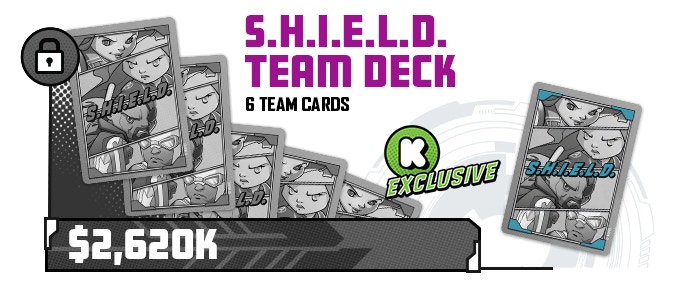 S.H.I.E.L.D.
TEAM DECK
6 TEAM CARDS
S.H.I.E.L.D.
S.H.I.E.L.D.
K
EXCLUSIVE
S.H.I.E.L.D.
$2,620K